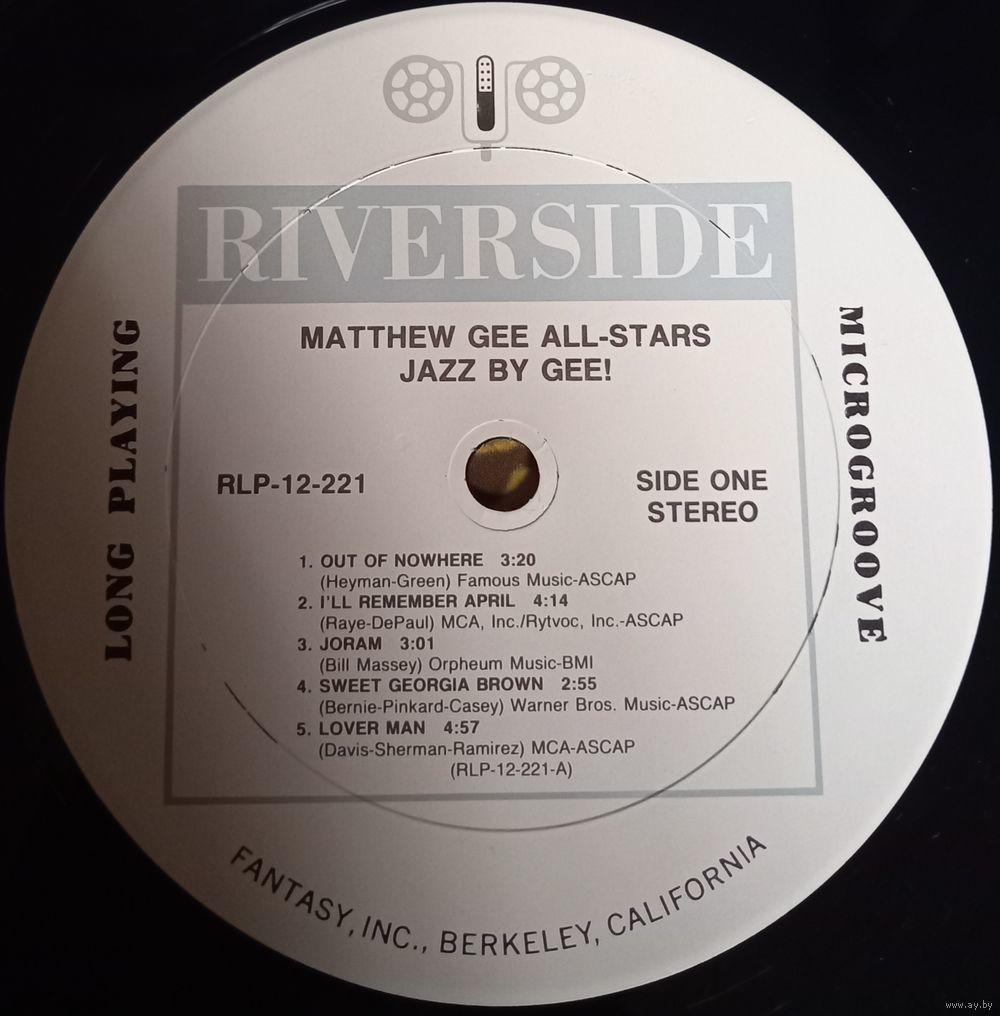 RIVERSIDE
MATTHEW GEE ALL-STARS
JAZZ BY GEE!
LONG PLAYING
MICROGROOVE
RLP-12-221
SIDE ONE
STEREO
1. OUT OF NOWHERE 3:20
(Heyman-Green) Famous Music-ASCAP
2. I'LL REMEMBER APRIL 4:14
(Raye-DePaul) MCA, Inc./Rytvoc, Inc.-ASCAP
3. JORAM 3:01
(Bill Massey) Orpheum Music-BMI
4. SWEET GEORGIA BROWN 2:55
(Bernie-Pinkard-Casey) Warner Bros. Music-ASCAP
5. LOVER MAN 4:57
(Davis-Sherman-Ramirez) MCA-ASCAP
(RLP-12-221-A)
FANTASY, INC., BERKELEY, CALIFORNIA
www.ay.by